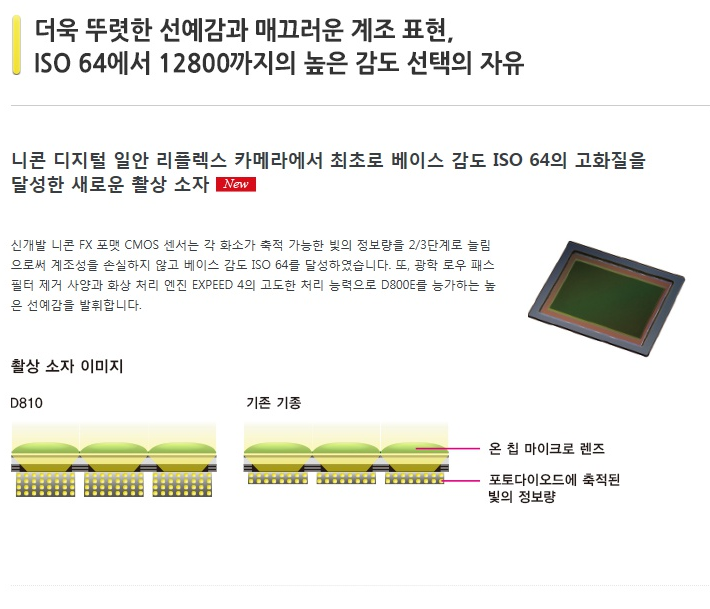 더욱 뚜렷한 선예감과 매끄러운 계조 표현,
ISO 64에서 12800까지의 높은 감도 선택의 자유
니콘 디지털 일안 리플렉스 카메라에서 최초로 베이스 감도 ISO 64의 고화질을
달성한 새로운 촬상 소자 New
신개발 니콘 FX 포맷 CMOS 센서는 각 화소가 축적 가능한 빛의 정보량을 2/3단계로 늘림
으로써 계조성을 손실하지 않고 베이스 감도 ISO 64를 달성하였습니다. 또, 광학 로우 패스
필터 제거 사양과 화상 처리 엔진 EXPEED 4의 고도한 처리 능력으로 D800E를 능가하는 높
은 선예감을 발휘합니다.
촬상 소자 이미지
D810
기존 기종
온 칩 마이크로 렌즈
포토다이오드에 축적된
빛의 정보량